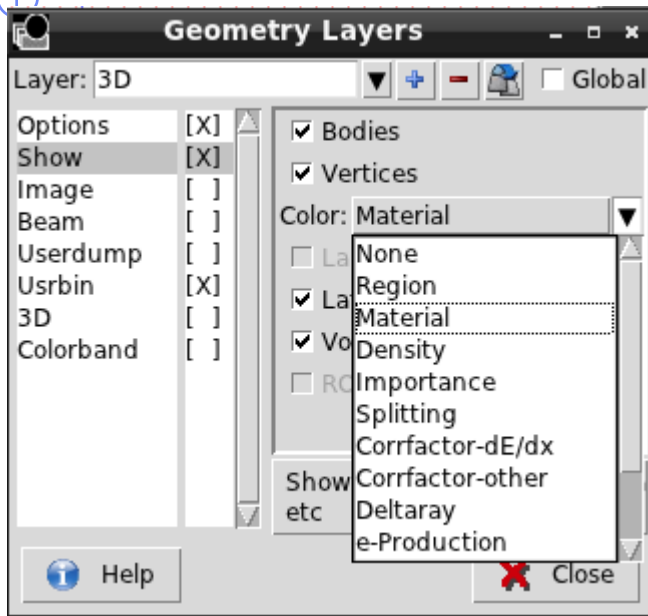 Geometry Layers
Layer: 3D Global
Options [X]
Show [X]
Image [ ]
Beam [ ]
Userdump [ ]
Usrbin [X]
3D [ ]
Colorband [ ]
Bodies
Vertices
Color: Material
None
Region
Material
Density
Importance
Splitting
Corrfactor-dE/dx
Corrfactor-other
Deltaray
e-Production
Show
etc
Help
Close